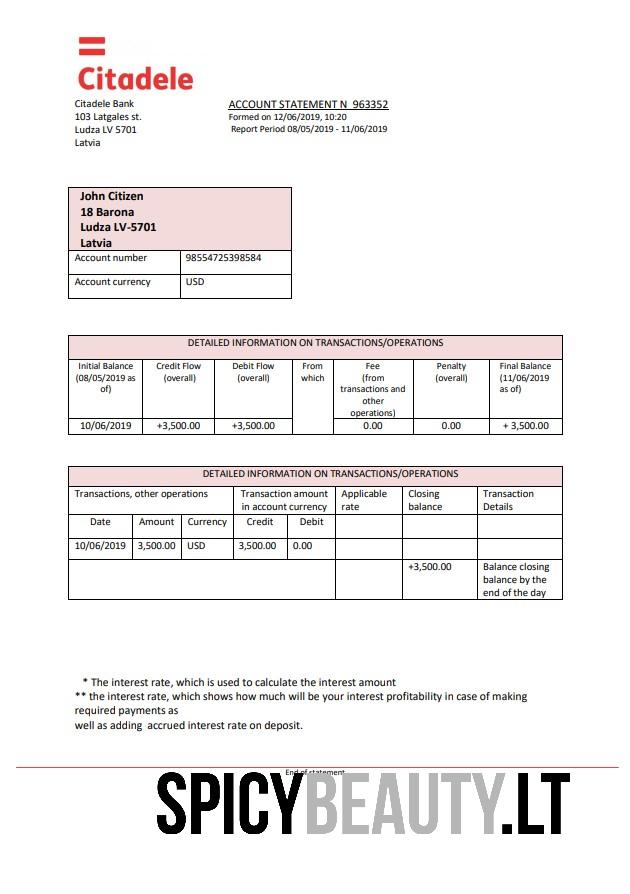 Citadele
Citadele Bank
103 Latgales st.
Ludza LV 5701
Latvia
ACCOUNT STATEMENT N 963352
Formed on 12/06/2019, 10:20
Report Period 08/05/2019 - 11/06/2019
John Citizen
18 Barona
Ludza LV-5701
Latvia
Account number 98554725398584
Account currency USD
DETAILED INFORMATION ON TRANSACTIONS/OPERATIONS
Initial Balance
(08/05/2019 as
of)
Credit Flow
(overall)
Debit Flow
(overall)
From
which
Fee
(from
transactions and
other
operations)
Penalty
(overall)
Final Balance
(11/06/2019
as of)
10/06/2019 +3,500.00 +3,500.00 0.00 0.00 + 3,500.00
DETAILED INFORMATION ON TRANSACTIONS/OPERATIONS
Transactions, other operations
Transaction amount
in account currency
Applicable
rate
Closing
balance
Transaction
Details
Date Amount Currency Credit Debit
10/06/2019 3,500.00 USD 3,500.00 0.00
+3,500.00
Balance closing
balance by the
end of the day
* The interest rate, which is used to calculate the interest amount
** the interest rate, which shows how much will be your interest profitability in case of making
required payments as
well as adding accrued interest rate on deposit.
End of statement
SPICYBEAUTY.LT